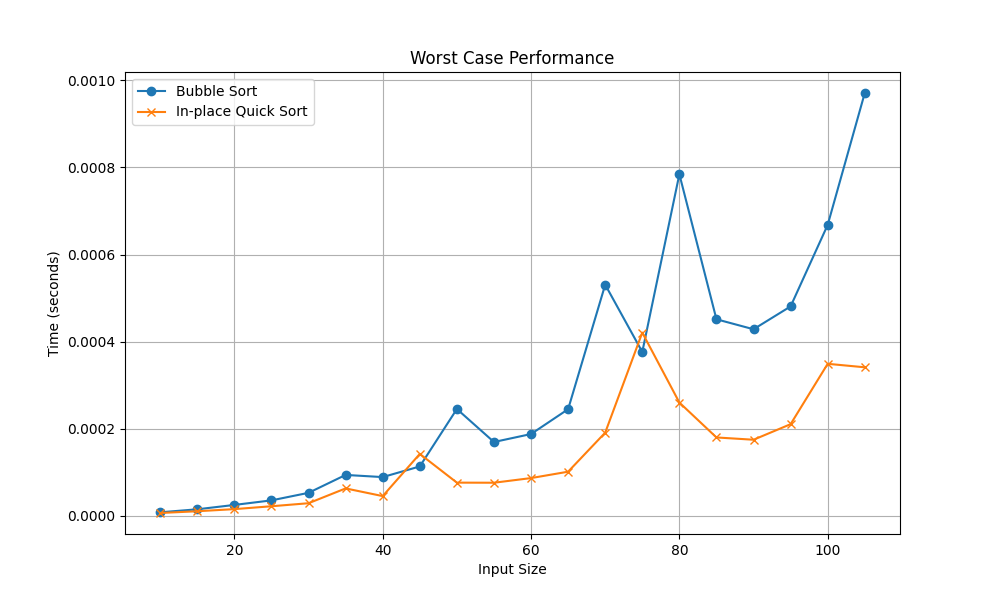 Worst Case Performance
Bubble Sort
In-place Quick Sort
0.0010
0.0008
0.0006
0.0004
0.0002
0.0000
Time (seconds)
20 40 60 80 100
Input Size